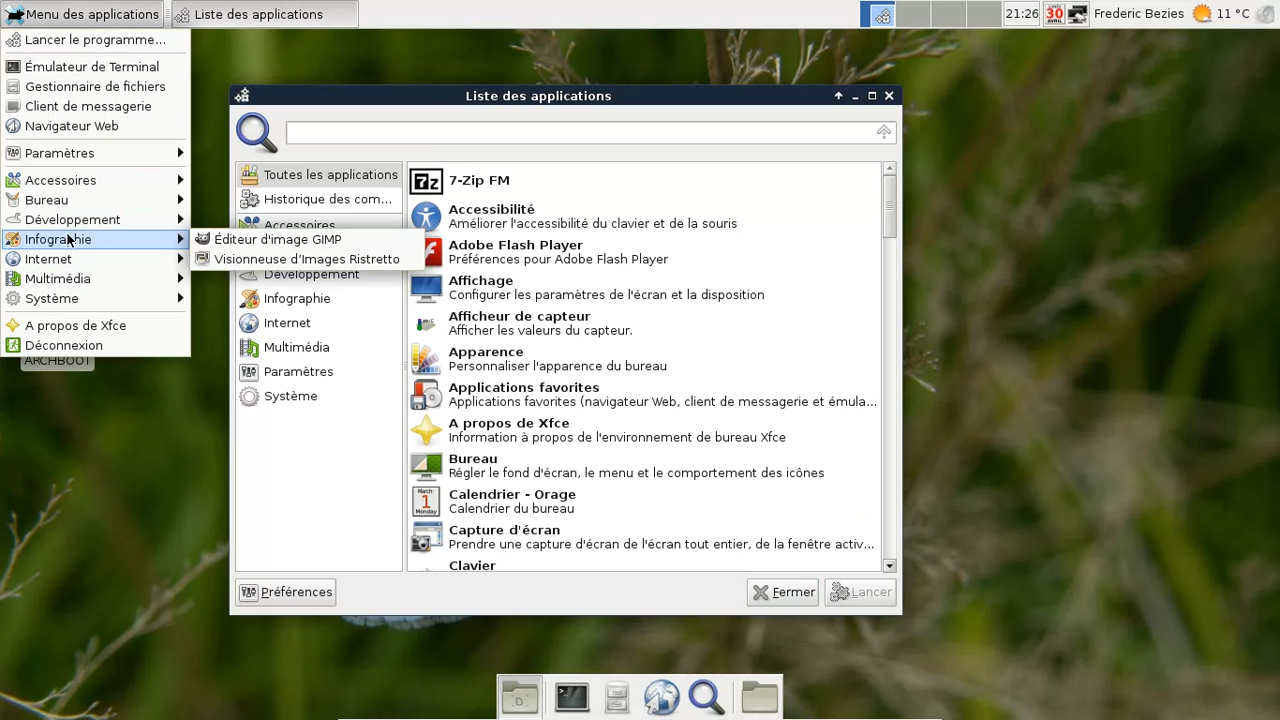 Menu des applications
Liste des applications
21:26
LUNDI
30
AVRIL
Frederic Bezies
11 °C
Lancer le programme...
Émulateur de Terminal
Gestionnaire de fichiers
Client de messagerie
Navigateur Web
Paramètres
Accessoires
Bureau
Développement
Infographie
Internet
Multimédia
Système
A propos de Xfce
Déconnexion
ARCHBOOT
Éditeur d'image GIMP
Visionneuse d’Images Ristretto
Liste des applications
Toutes les applications
Historique des com...
Accessoires
Développement
Infographie
Internet
Multimédia
Paramètres
Système
7z
7-Zip FM
Accessibilité
Améliorer l'accessibilité du clavier et de la souris
Adobe Flash Player
Préférences pour Adobe Flash Player
Affichage
Configurer les paramètres de l'écran et la disposition
Afficheur de capteur
Afficher les valeurs du capteur.
Apparence
Personnaliser l'apparence du bureau
Applications favorites
Applications favorites (navigateur Web, client de messagerie et émula...
A propos de Xfce
Information à propos de l'environnement de bureau Xfce
Bureau
Régler le fond d'écran, le menu et le comportement des icônes
March
1
Monday
Calendrier - Orage
Calendrier du bureau
Capture d'écran
Prendre une capture d'écran de l'écran tout entier, de la fenêtre activ...
Clavier
Préférences
Fermer
Lancer